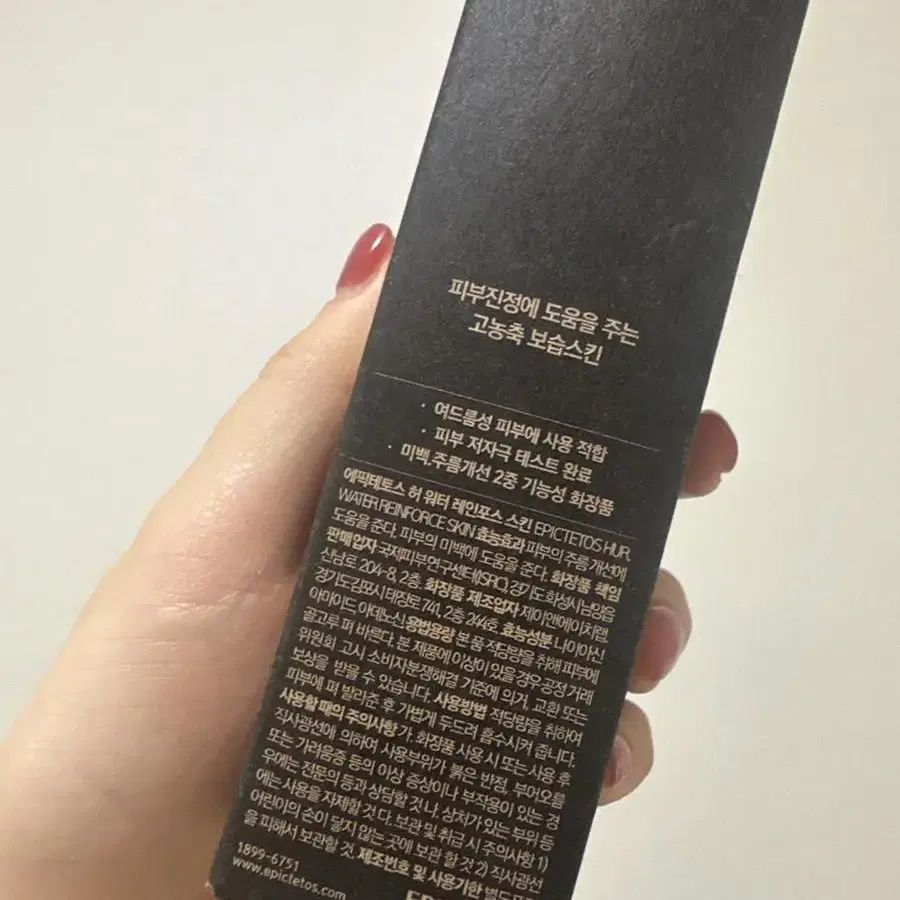 피부진정에 도움을 주는
고농축 보습스킨
· 여드름성 피부에 사용 적합
· 피부 저자극 테스트 완료
· 미백,주름개선 2중 기능성 화장품
에픽테토스 허 워터 레인포스 스킨 EPICTETOS HUR,
WATER REINFORCE SKIN 효능효과 피부의 주름 개선에
도움을 준다. 피부의 미백에 도움을 준다. 화장품 책임
판매업자 국제피부연구센터(ISRC), 경기도 화성시 남양읍
신남로 204-8, 2층. 화장품 제조업자 제이앤에이치랩,
경기도 김포시 태장로 741, 2층 244호 효능성분 나이아신
아마이드, 아데노신 용법용량 본 품 적당량을 취해 피부에
골고루 펴 바른다. 본 제품에 이상이 있을 경우 공정 거래
위원회 고시 소비자분쟁해결 기준에 의거, 교환 또는
보상을 받을 수 있습니다. 사용방법 적당량을 취하여
피부에 펴 발라준 후 가볍게 두드려 흡수시켜 줍니다.
사용할 때의 주의사항 가. 화장품 사용 시 또는 사용 후
직사광선에 의하여 사용부위가 붉은 반점, 부어오름
또는 가려움증 등의 이상 증상이나 부작용이 있는 경
우에는 전문의 등과 상담할 것 나. 상처가 있는 부위 등
에는 사용을 자제할 것 다. 보관 및 취급 시 주의사항 1)
어린이의 손이 닿지 않는 곳에 보관 할 것 2) 직사광선
을 피해서 보관할 것. 제조번호 및 사용기한
1899-6751
www.epictetos.com